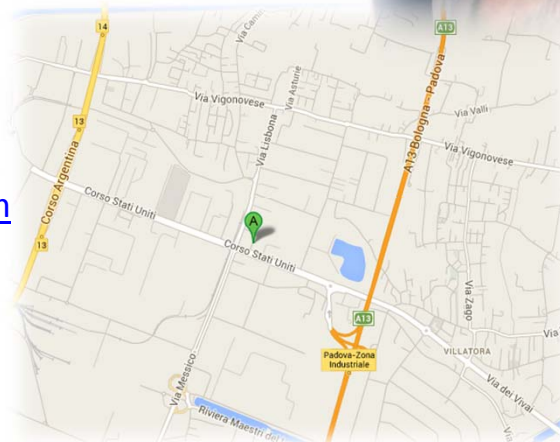 14
A13
Via Cami
Via Asturie
Via Vigonovese
Via Valli
13
Via Lisbona
A13 Bologna - Padova
Via Vigonovese
Corso Argentina
Corso Stati Uniti
n
A
13
Corso Stati Uniti
Via Zago
A13
Via
Padova-Zona
Industriale
VILLATORA
Via Messico
Via dei Vivai
Riviera Maestri del